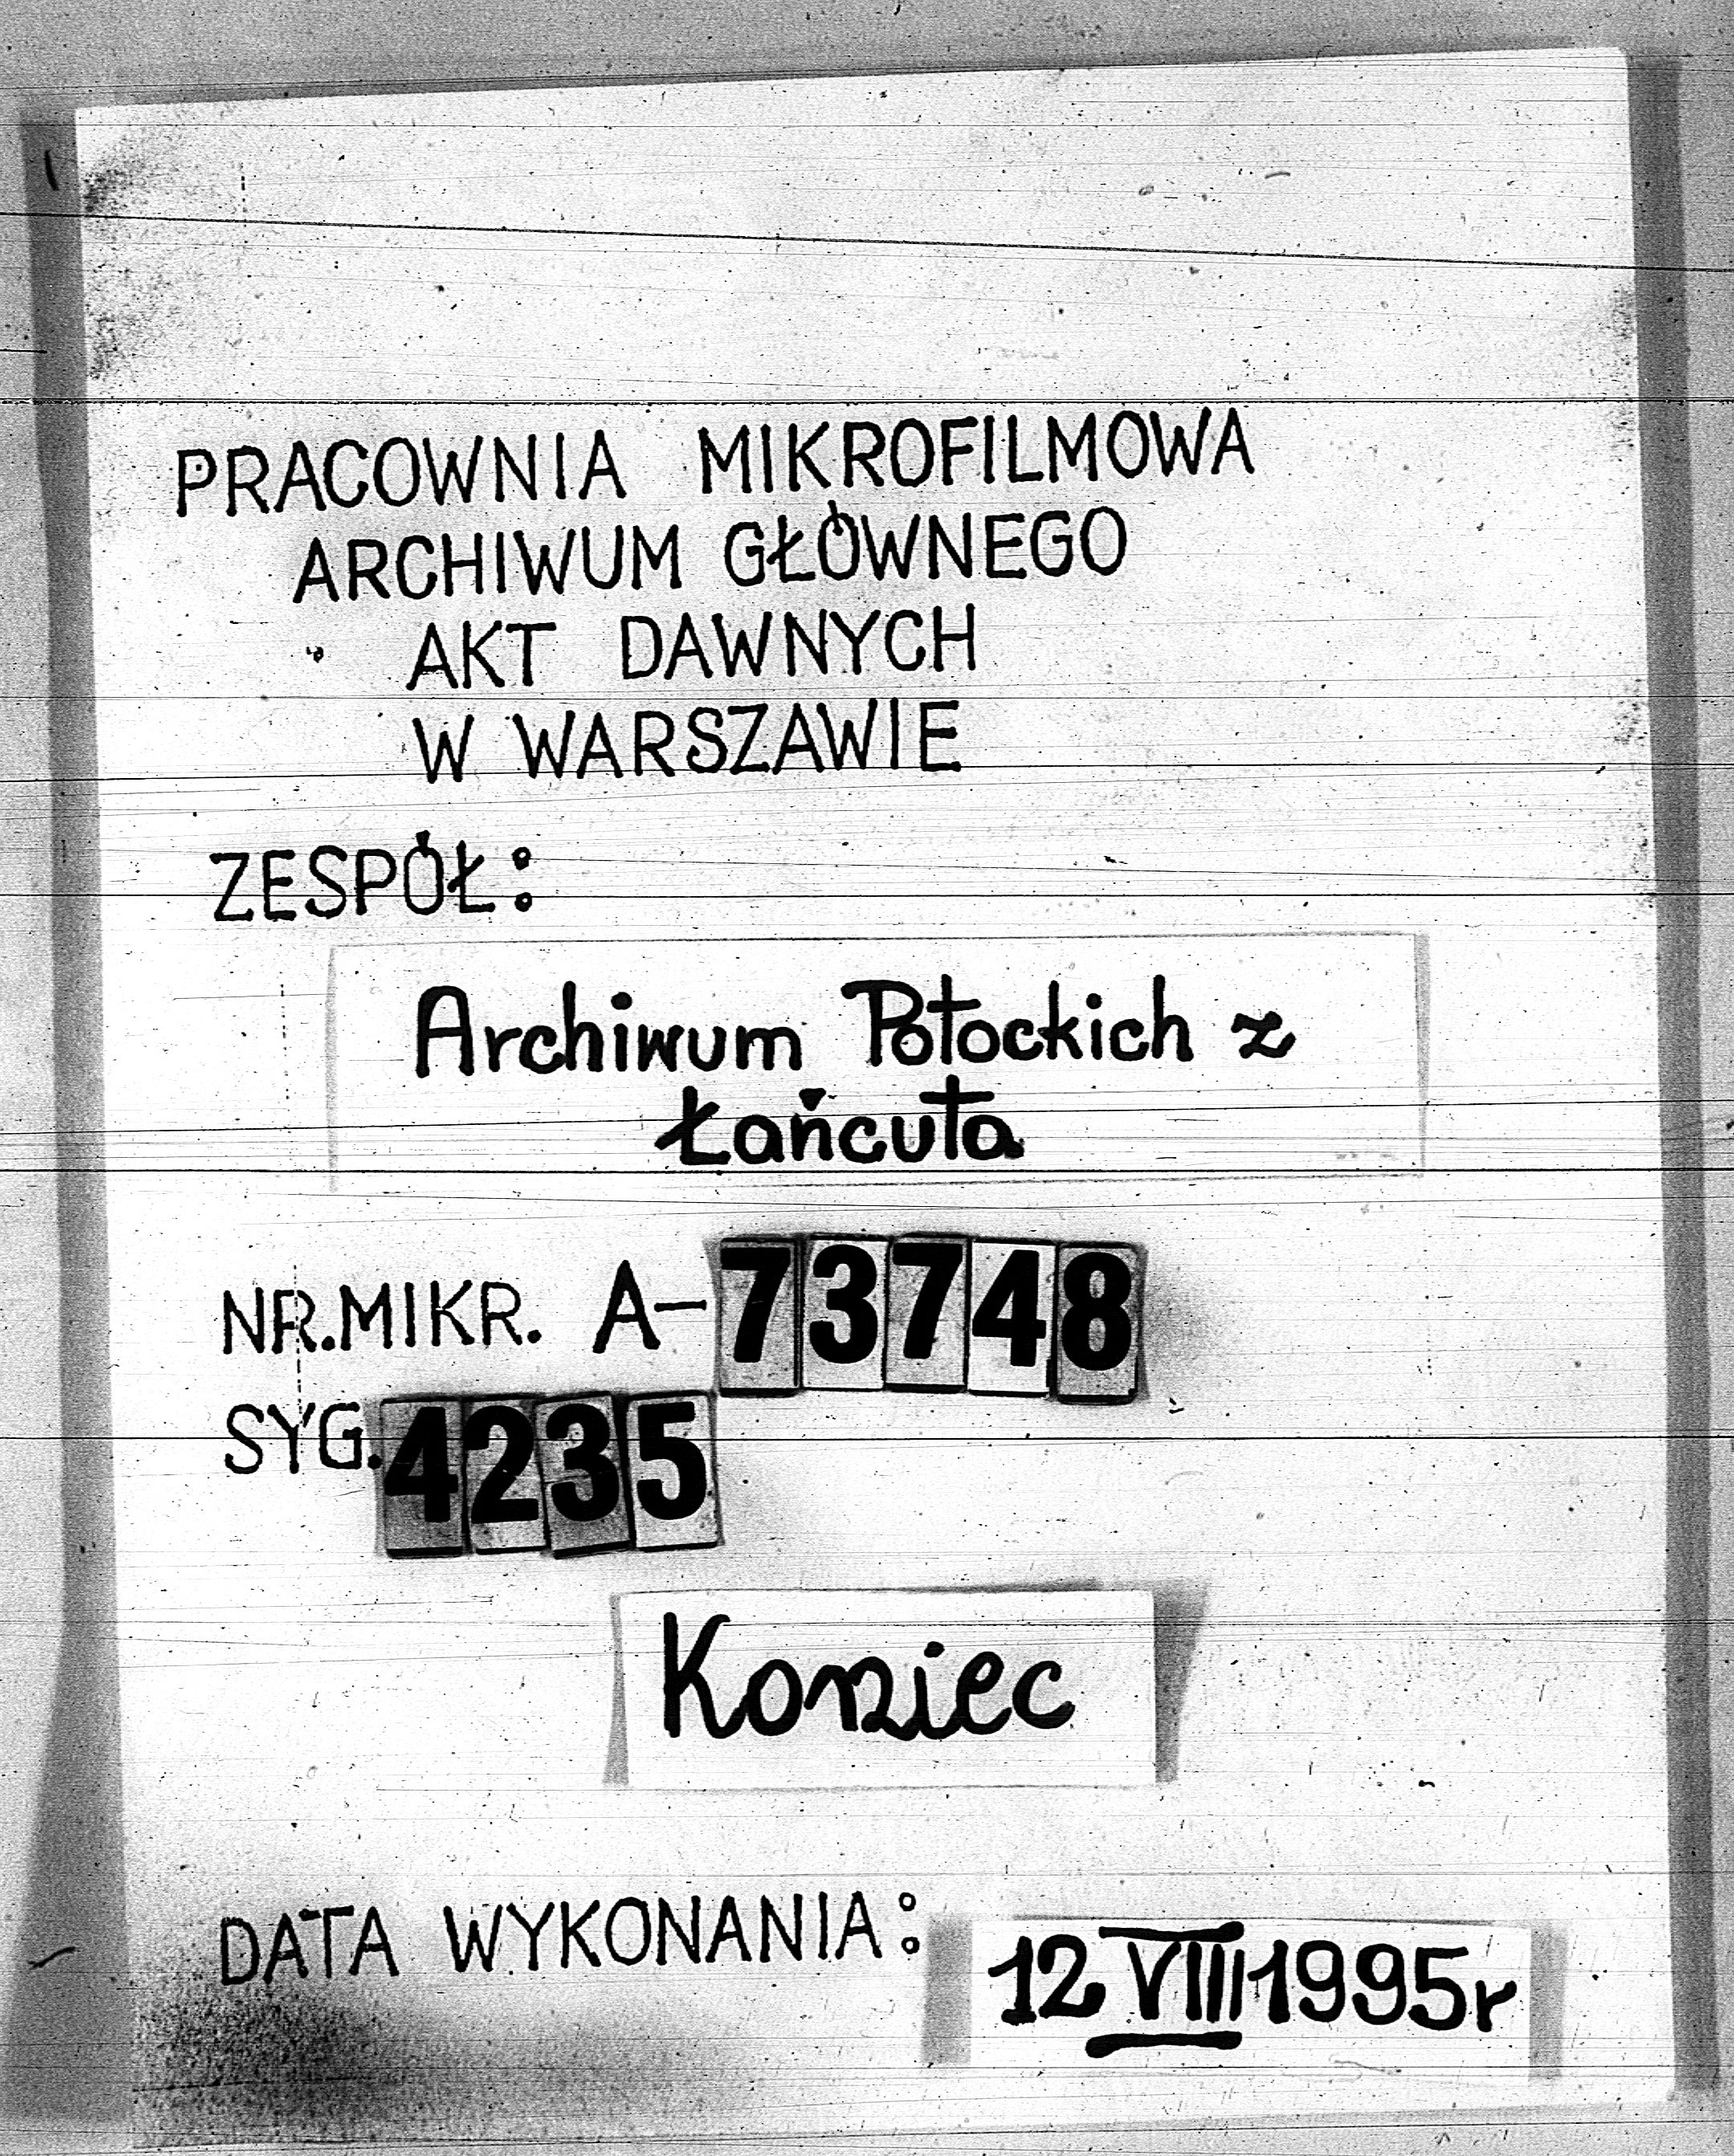 PRACOWNIA MIKROFILMOWA
ARCHIWUM GŁÓWNEGO
AKT DAWNYCH
W WARSZAWIE
ZESPÓŁ:
Archiwum Potockich z
Łańcuta
NR. MIKR. A-73748
SYG. 4235
Koniec
DATA WYKONANIA: 12 VIII 1995r